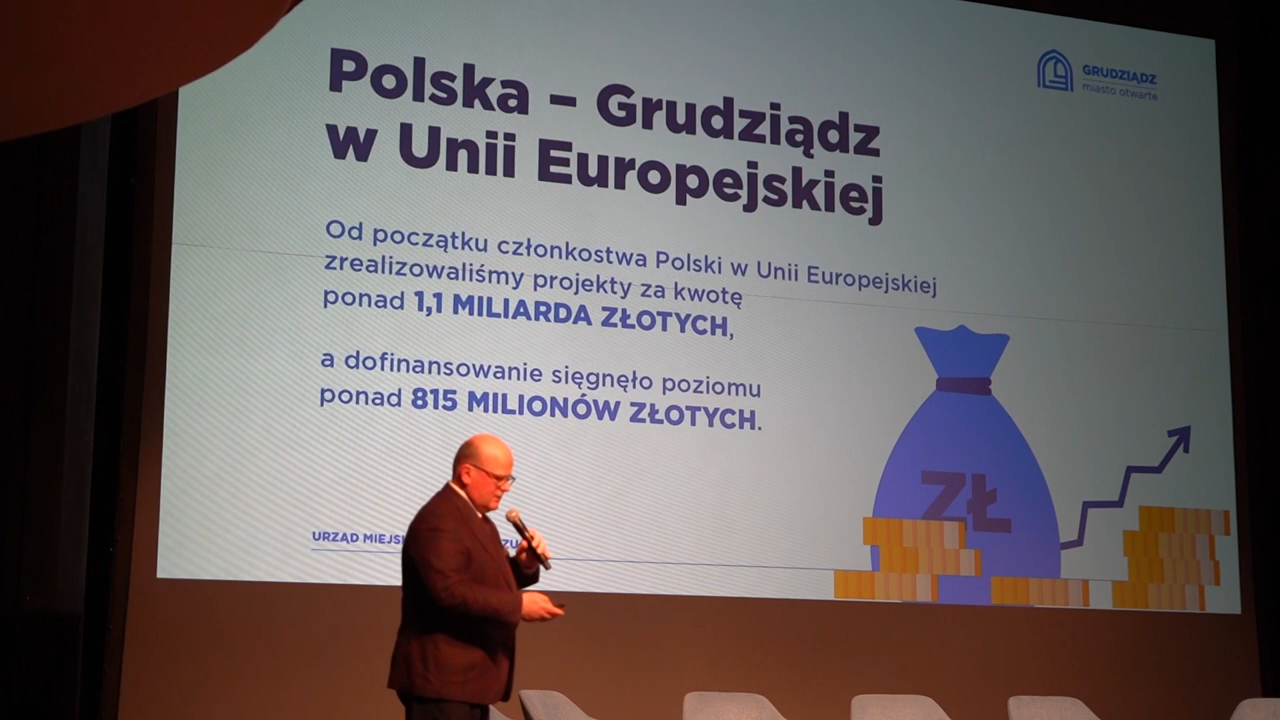 GRUDZIĄDZ
miasto otwarte
Polska – Grudziądz
w Unii Europejskiej
Od początku członkostwa Polski w Unii Europejskiej
zrealizowaliśmy projekty za kwotę
ponad 1,1 MILIARDA ZŁOTYCH,
a dofinansowanie sięgnęło poziomu
ponad 815 MILIONÓW ZŁOTYCH.
ZŁ
URZĄD